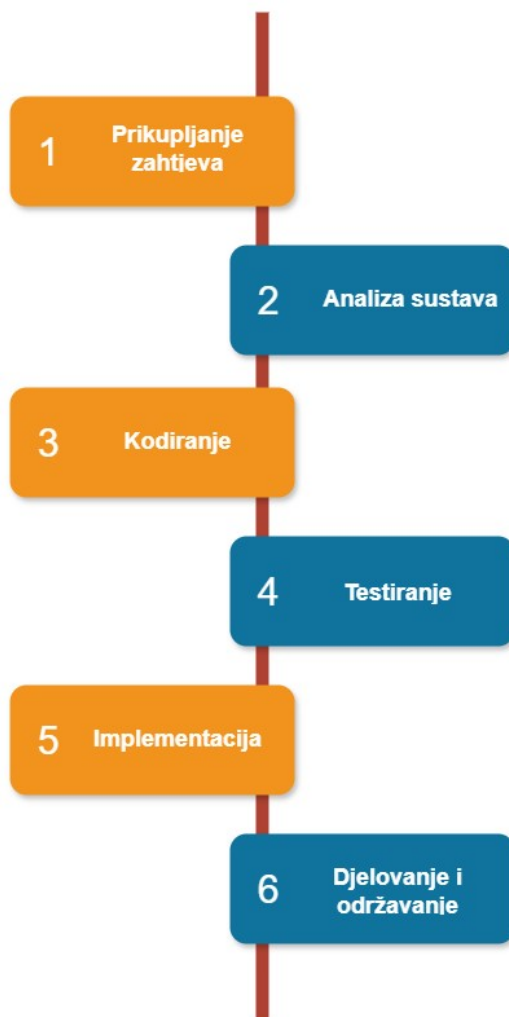 1
Prikupljanje
zahtjeva
2
Analiza sustava
3
Kodiranje
4
Testiranje
5
Implementacija
6
Djelovanje i
održavanje